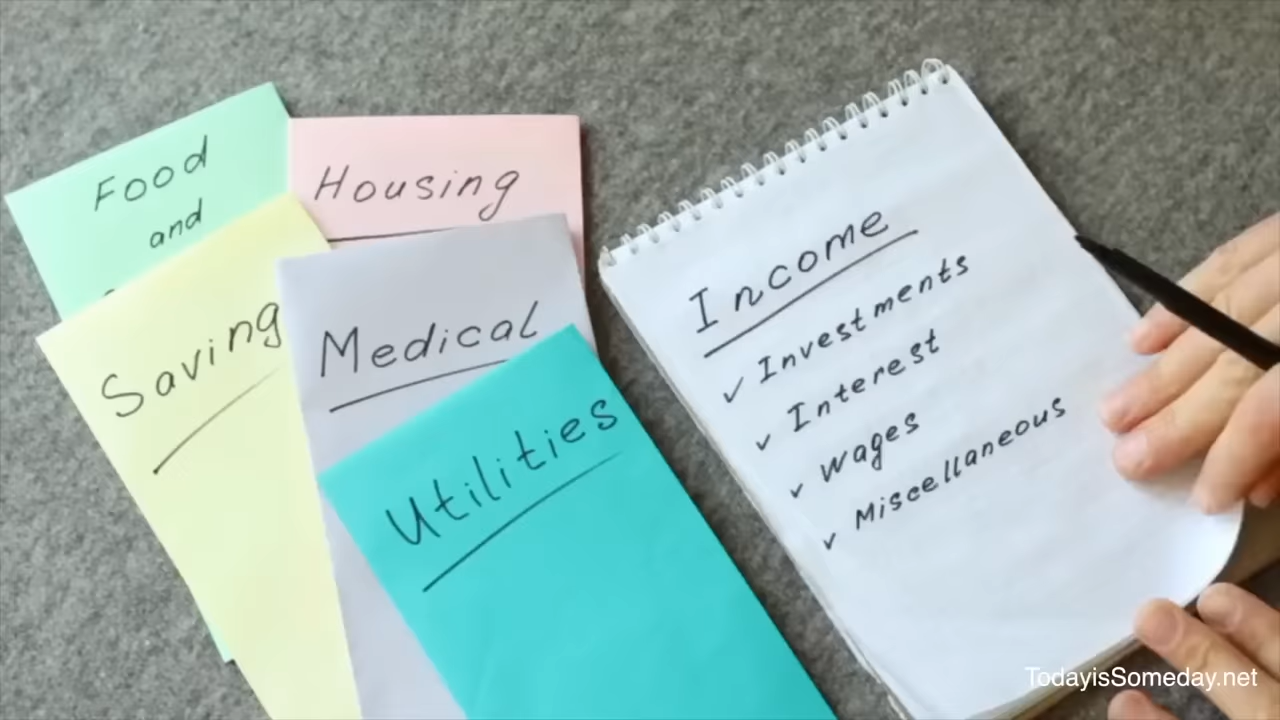 Food
and
Housing
Saving
Medical
Utilities
Income
✓ Investments
✓ Interest
✓ Wages
✓ Miscellaneous
TodayisSomeday.net